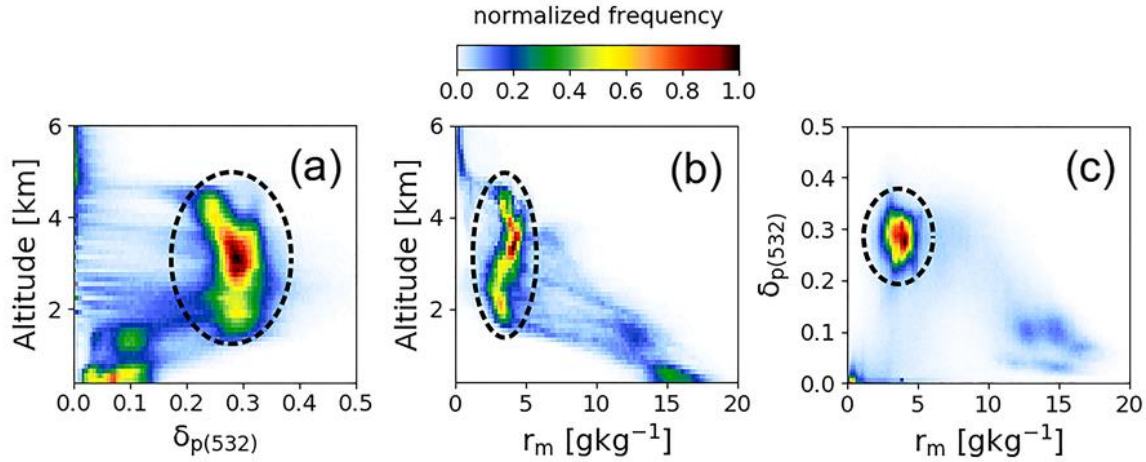 normalized frequency
0.0 0.2 0.4 0.6 0.8 1.0
6
4
2
Altitude [km]
(a)
0.0 0.1 0.2 0.3 0.4 0.5
δp(532)
6
4
2
Altitude [km]
(b)
0 5 10 15 20
rm [gkg⁻¹]
0.5
0.4
0.3
0.2
0.1
0.0
δp(532)
(c)
0 5 10 15 20
rm [gkg⁻¹]